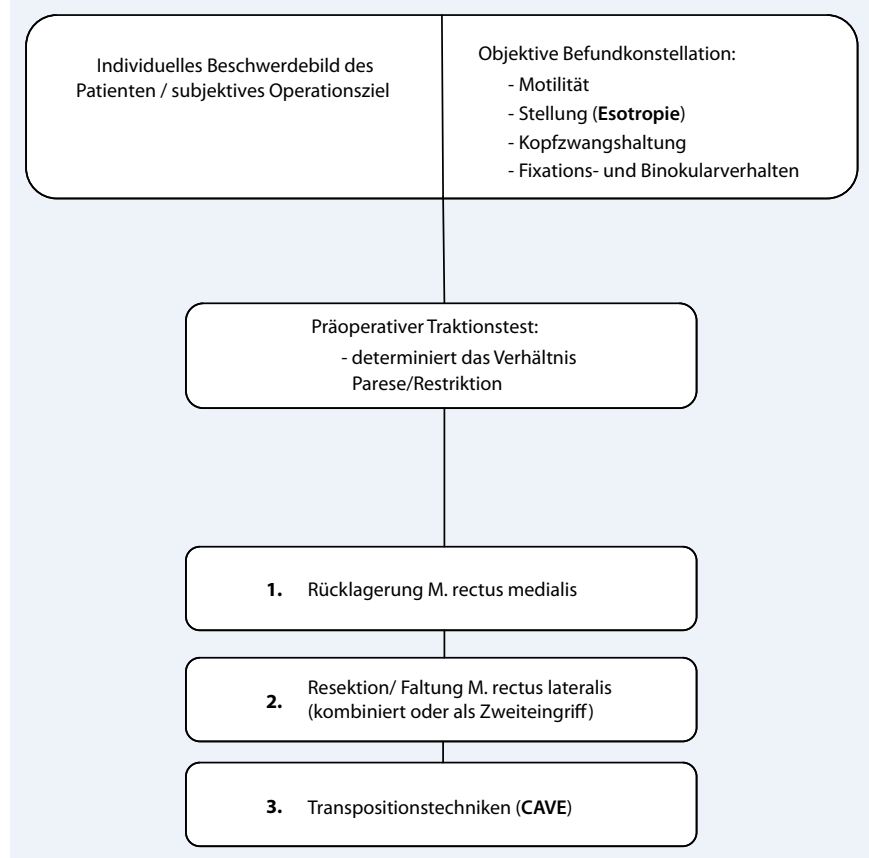 Individuelles Beschwerdebild des
Patienten / subjektives Operationsziel
Objektive Befundkonstellation:
- Motilität
- Stellung (Esotropie)
- Kopfzwangshaltung
- Fixations- und Binokularverhalten
Präoperativer Traktionstest:
- determiniert das Verhältnis
Parese/Restriktion
1. Rücklagerung M. rectus medialis
2. Resektion/ Faltung M. rectus lateralis
(kombiniert oder als Zweiteingriff)
3. Transpositionstechniken (CAVE)